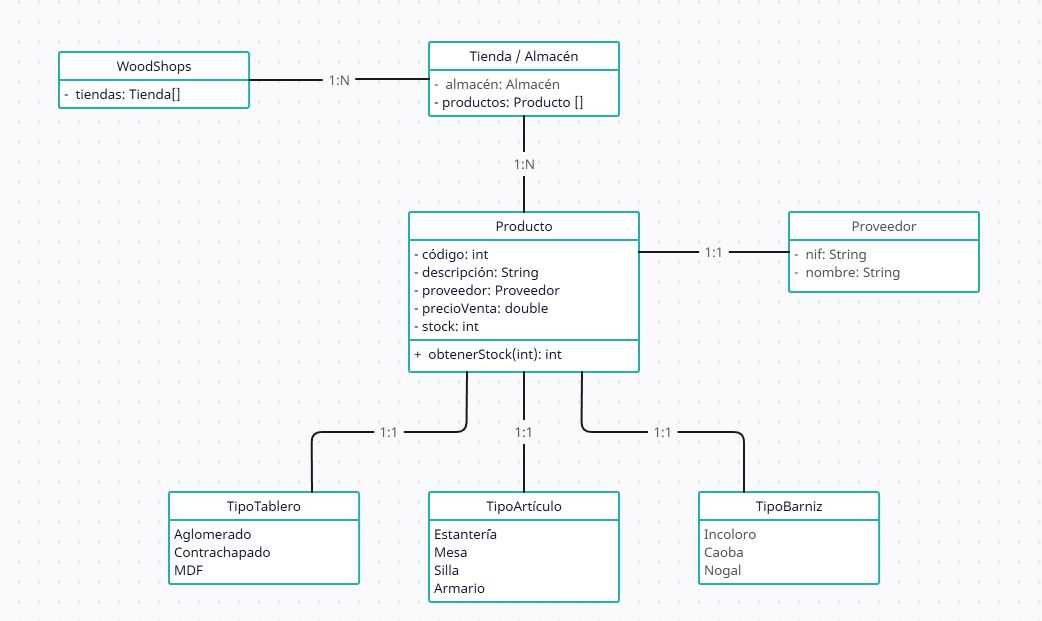 WoodShops
- tiendas: Tienda[]
1:N
Tienda / Almacén
- almacén: Almacén
- productos: Producto []
1:N
Producto
- código: int
- descripción: String
- proveedor: Proveedor
- precioVenta: double
- stock: int
+ obtenerStock(int): int
1:1
Proveedor
- nif: String
- nombre: String
1:1
1:1
1:1
TipoTablero
Aglomerado
Contrachapado
MDF
TipoArtículo
Estantería
Mesa
Silla
Armario
TipoBarniz
Incoloro
Caoba
Nogal